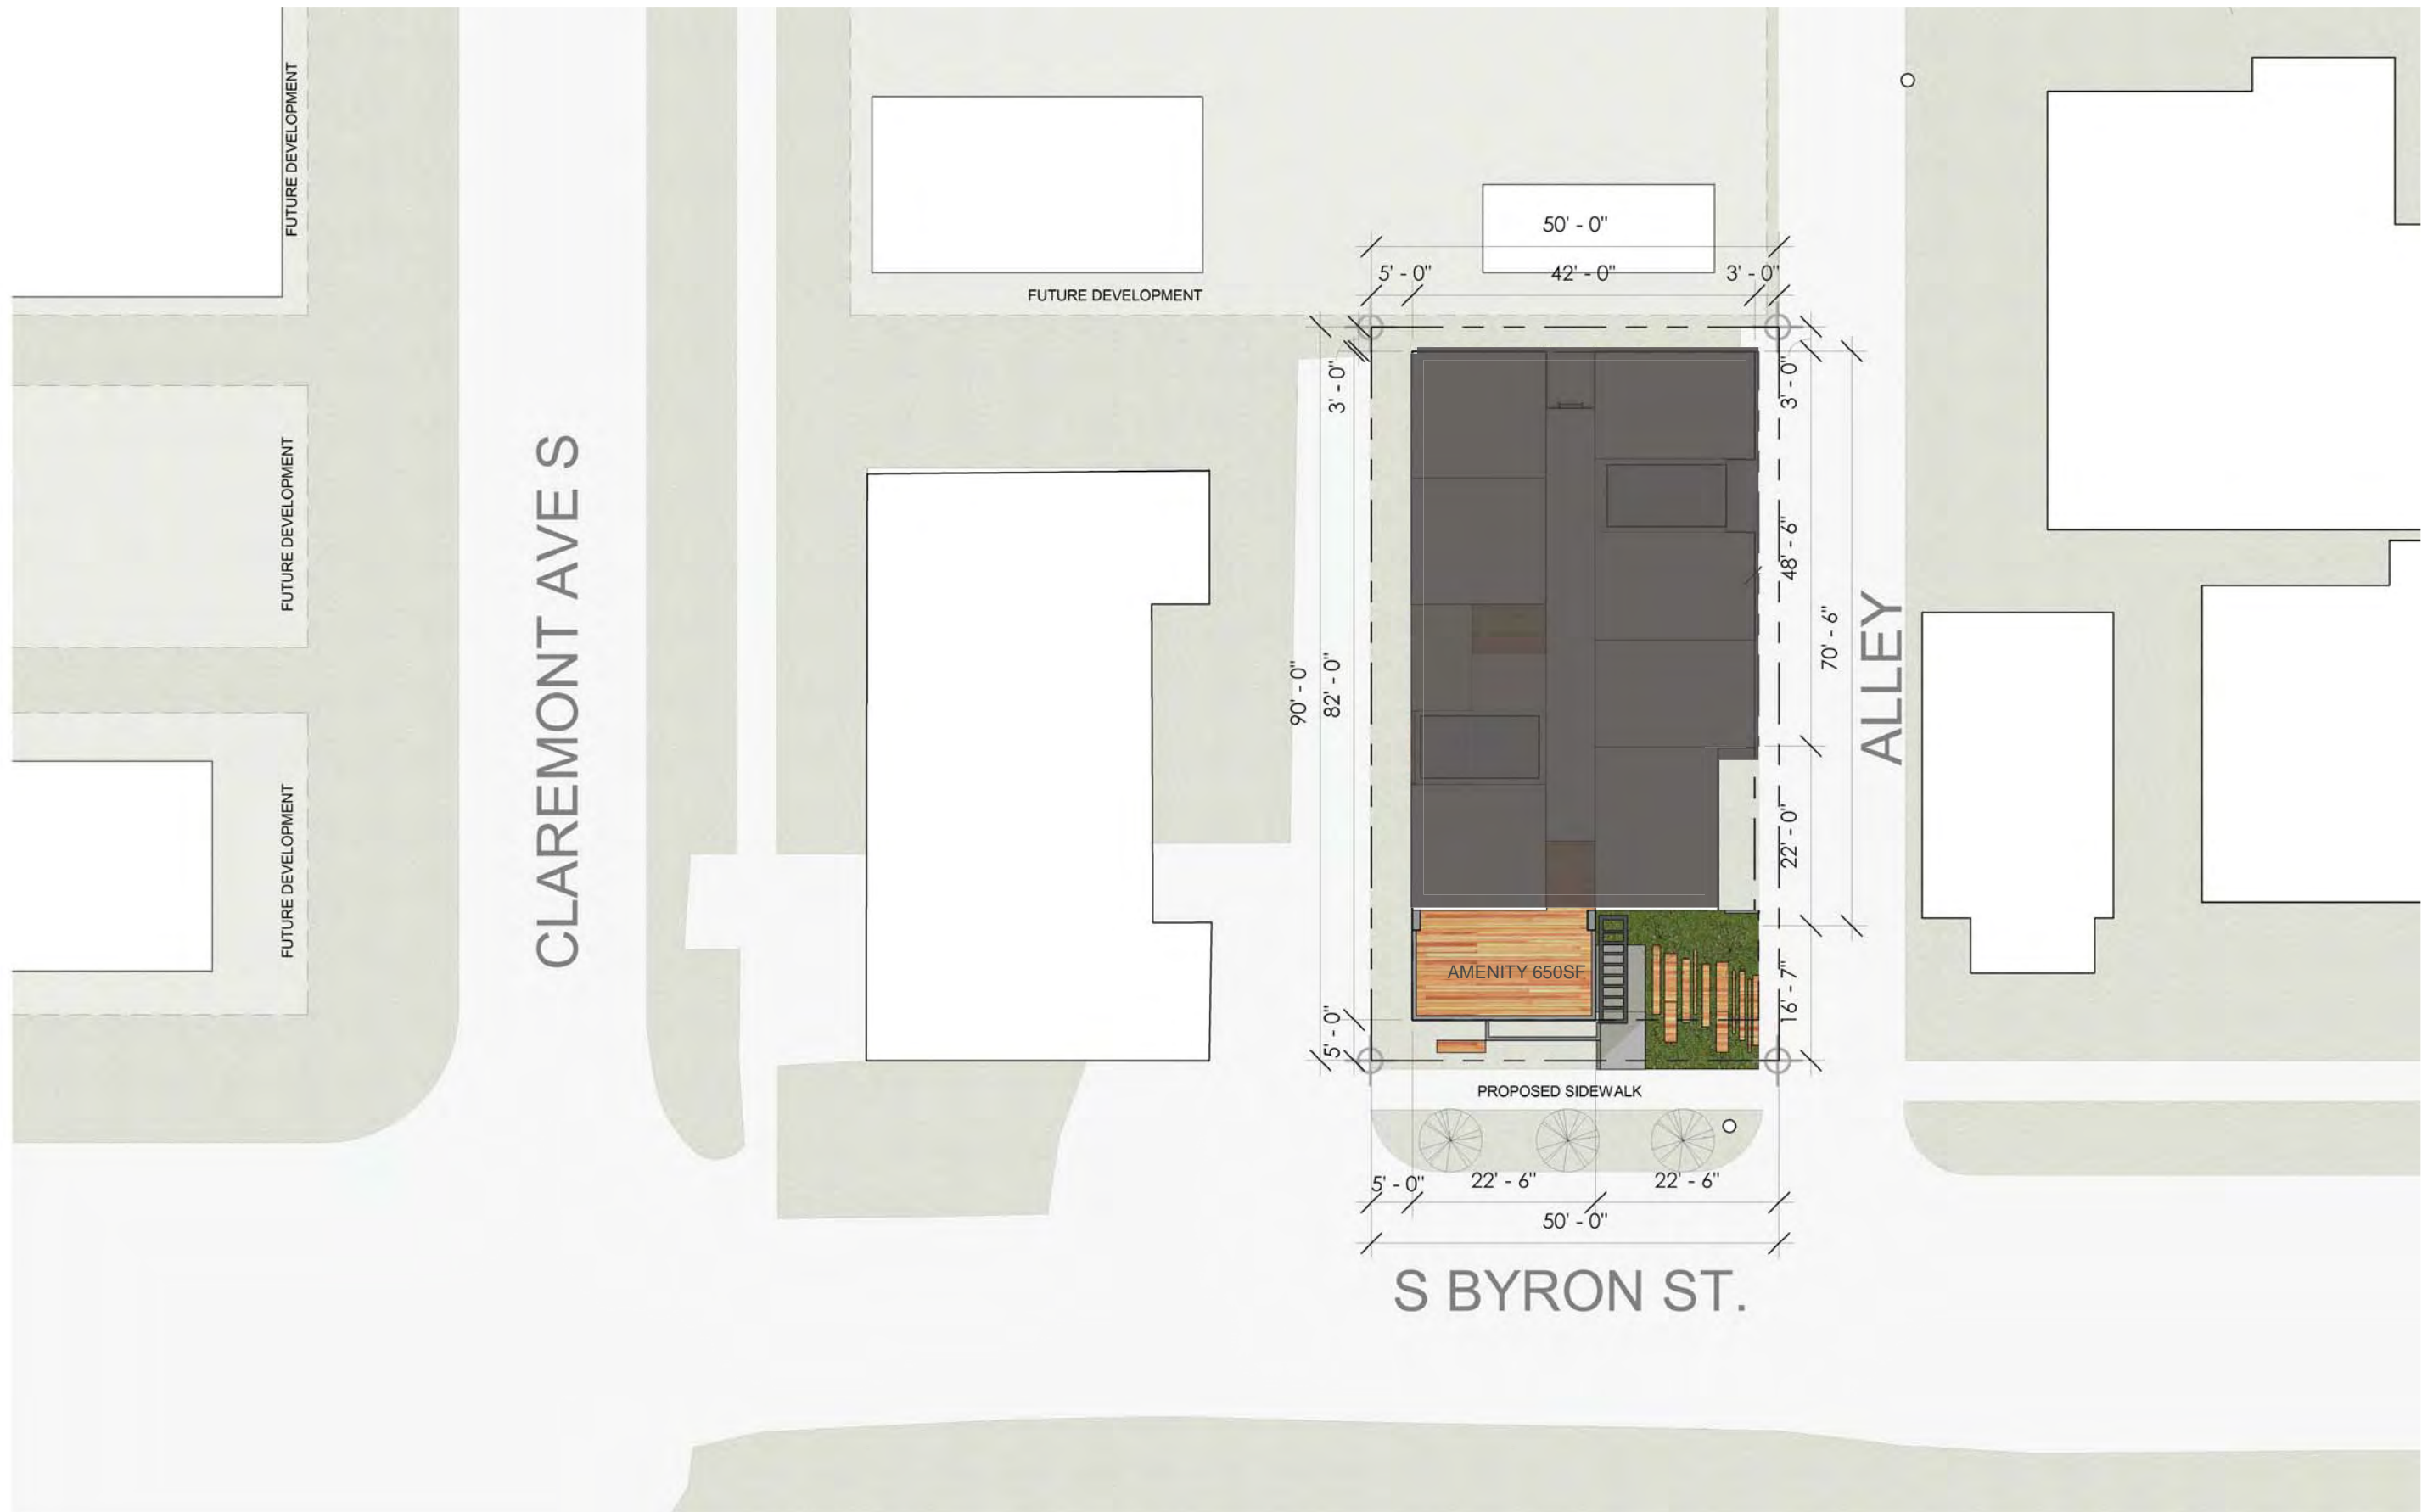 FUTURE DEVELOPMENT
50' - 0"
5' - 0"
42' - 0"
3' - 0"
FUTURE DEVELOPMENT
3' - 0"
3' - 0"
FUTURE DEVELOPMENT
CLAREMONT AVE S
48' - 6"
70' - 6"
90' - 0"
82' - 0"
ALLEY
22' - 0"
FUTURE DEVELOPMENT
AMENITY 650SF
16' - 7"
5' - 0"
PROPOSED SIDEWALK
5' - 0"
22' - 6"
22' - 6"
50' - 0"
S BYRON ST.